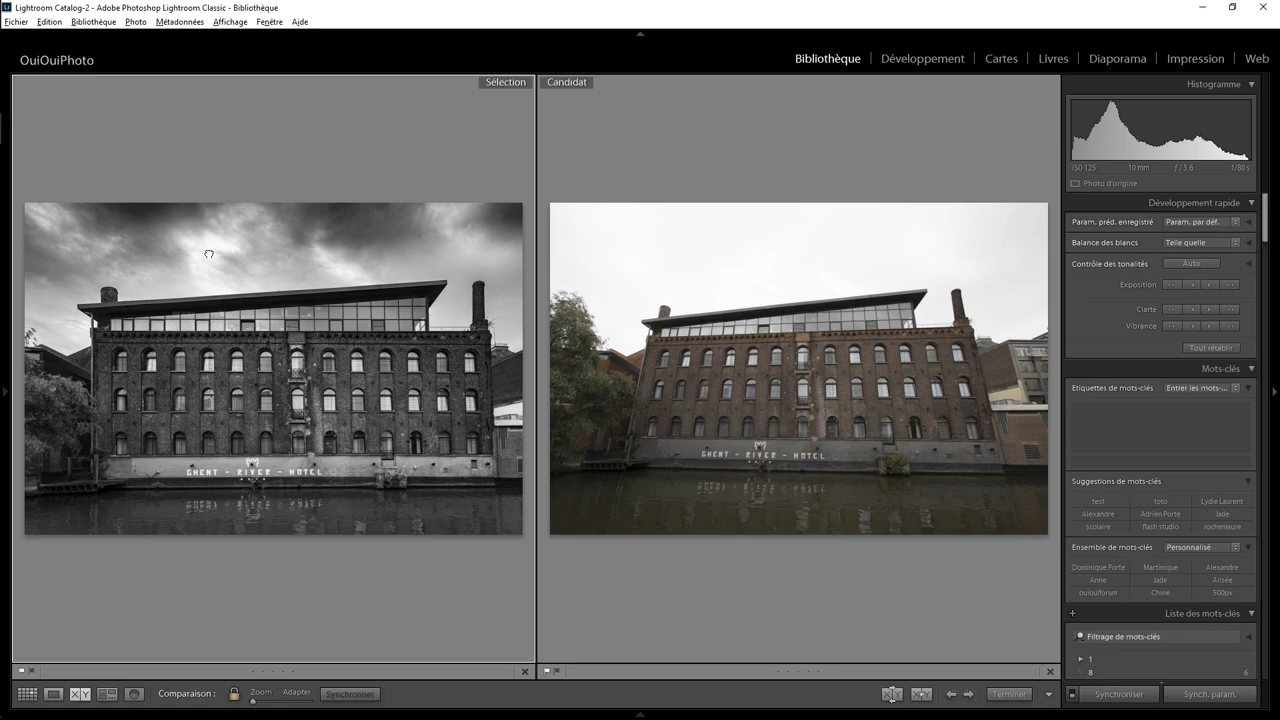 Lightroom Catalog-2 - Adobe Photoshop Lightroom Classic - Bibliothèque
Fichier Edition Bibliothèque Photo Métadonnées Affichage Fenêtre Aide
OuiOuiPhoto
Bibliothèque | Développement | Cartes | Livres | Diaporama | Impression | Web
Sélection
Candidat
GHENT - RIVER - HOTEL
GHENT - RIVER - HOTEL
Histogramme
ISO 125 10 mm ƒ / 5,6 1/80 s
Photo d'origine
Développement rapide
Param. préd. enregistré Param. par déf.
Balance des blancs Telle quelle
Contrôle des tonalités Auto
Exposition
Clarté
Vibrance
Tout rétablir
Mots-clés
Etiquettes de mots-clés Entrer les mots-...
Suggestions de mots-clés
test toto Lydie Laurent
Alexandre Adrien Porte Jade
scolaire flash studio rochemaure
Ensemble de mots-clés Personnalisé
Dominique Porte Martinique Alexandre
Anne Jade Alisée
ouiouiforum Chine 500px
+ Liste des mots-clés
Filtrage de mots-clés
1
8 6
XY Comparaison : Zoom Adapter Synchroniser
Terminer
Synchroniser Synch. param.